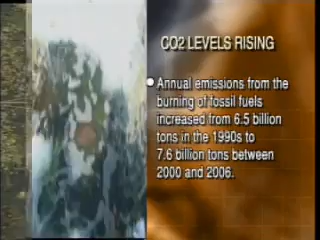 CO2 LEVELS RISING
Annual emissions from the
burning of fossil fuels
increased from 6.5 billion
tons in the 1990s to
7.6 billion tons between
2000 and 2006.